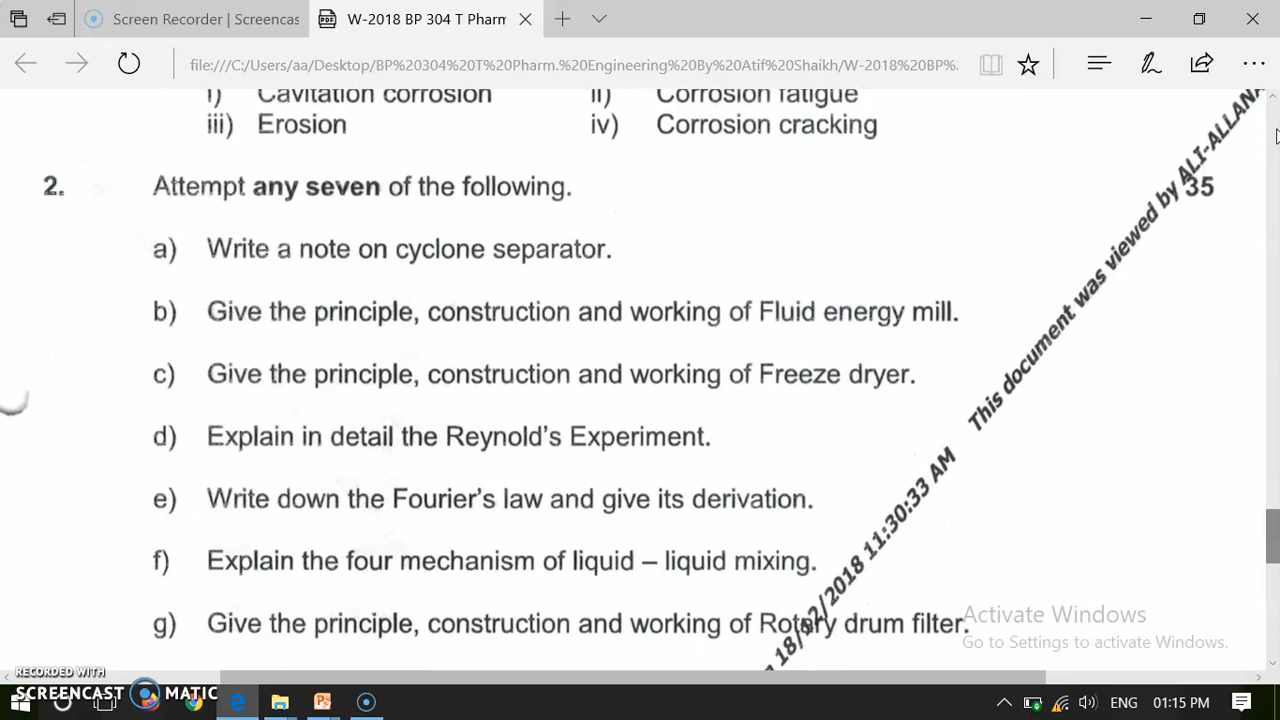 Screen Recorder | Screencas
W-2018 BP 304 T Pharm
file:///C:/Users/aa/Desktop/BP%20304%20T%20Pharm.%20Engineering%20By%20Atif%20Shaikh/W-2018%20BP%.
i) Cavitation corrosion ii) Corrosion fatigue
iii) Erosion iv) Corrosion cracking
2. Attempt any seven of the following. 35
a) Write a note on cyclone separator.
b) Give the principle, construction and working of Fluid energy mill.
c) Give the principle, construction and working of Freeze dryer.
d) Explain in detail the Reynold's Experiment.
e) Write down the Fourier's law and give its derivation.
f) Explain the four mechanism of liquid – liquid mixing.
g) Give the principle, construction and working of Rotary drum filter.
18/12/2018 11:30:33 AM This document was viewed by ALI-ALLANA
Activate Windows
Go to Settings to activate Windows.
RECORDED WITH
SCREENCAST MATIC
ENG 01:15 PM